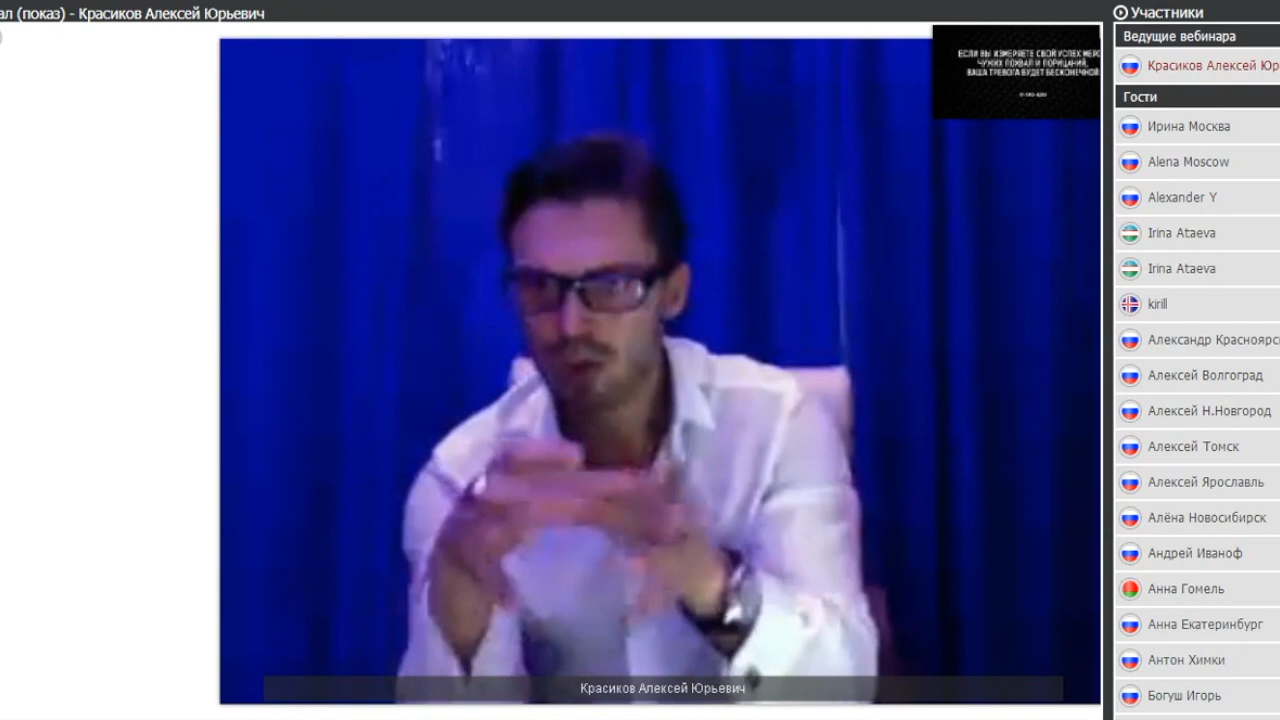 ал (показ) - Красиков Алексей Юрьевич
ЕСЛИ ВЫ ИЗМЕРЯЕТЕ СВОЙ УСПЕХ МЕРО
ЧУЖИХ ПОХВАЛ И ПОРИЦАНИЙ,
ВАША ТРЕВОГА БУДЕТ БЕСКОНЕЧНОЙ
Красиков Алексей Юрьевич
Участники
Ведущие вебинара
Красиков Алексей Юр
Гости
Ирина Москва
Alena Moscow
Alexander Y
Irina Ataeva
Irina Ataeva
kirill
Александр Красноярс
Алексей Волгоград
Алексей Н.Новгород
Алексей Томск
Алексей Ярославль
Алёна Новосибирск
Андрей Иваноф
Анна Гомель
Анна Екатеринбург
Антон Химки
Богуш Игорь